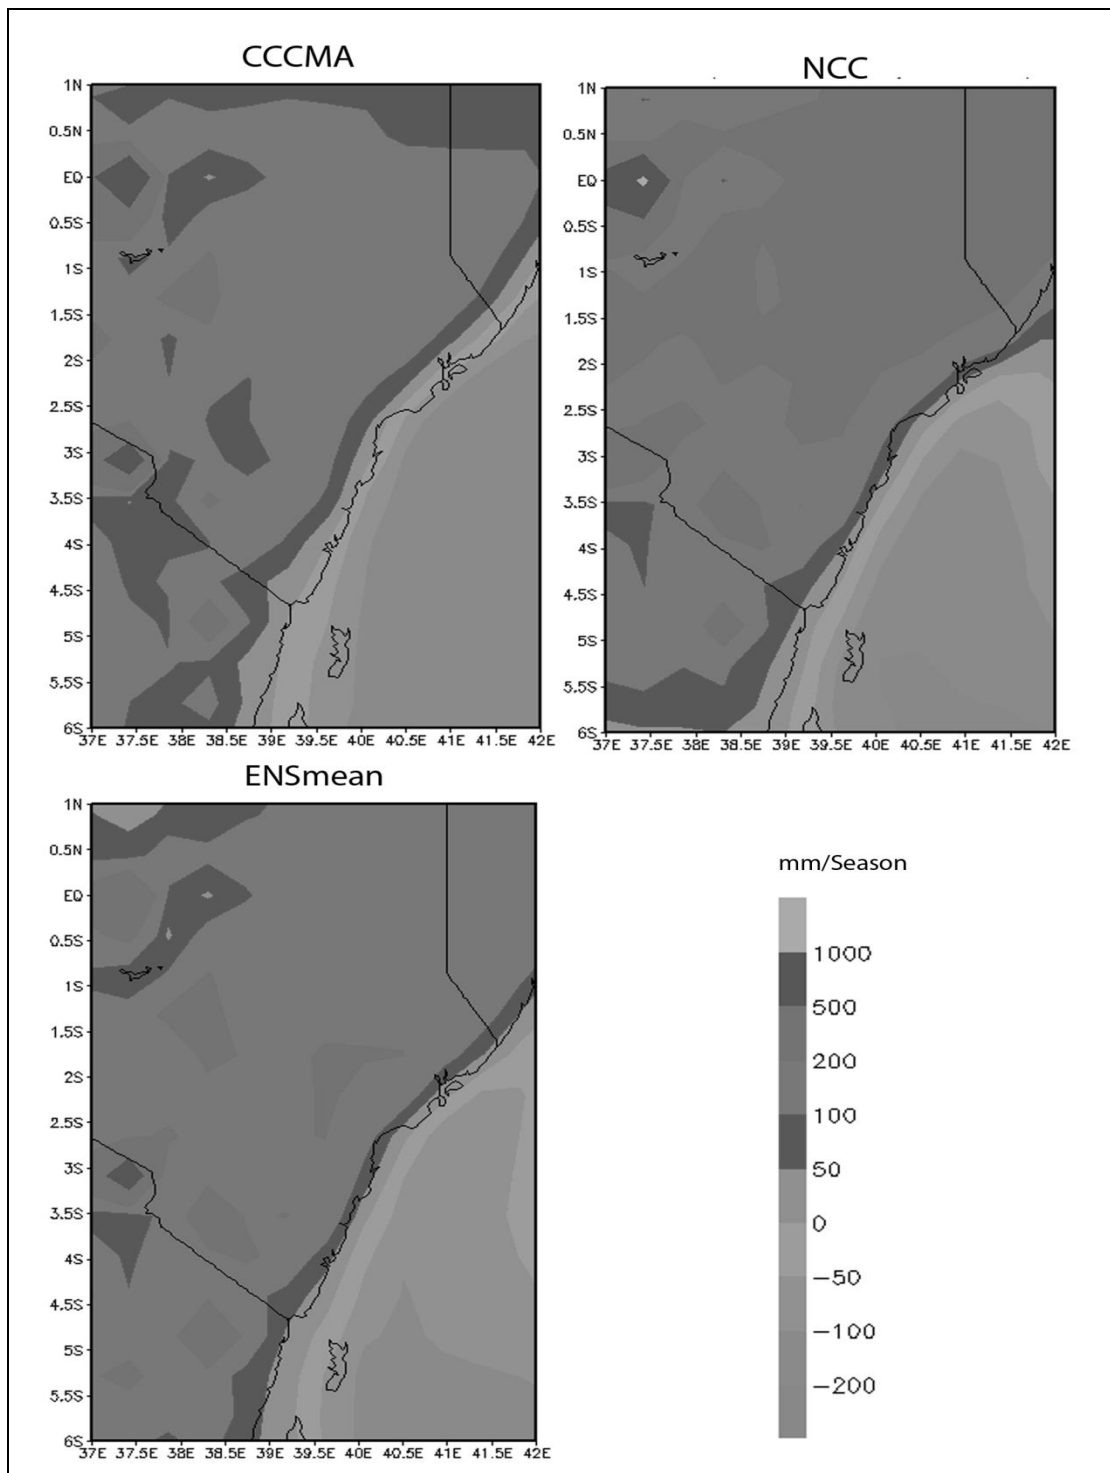 CCCMA
1N
0.5N
EQ
0.5S
1S
1.5S
2S
2.5S
3S
3.5S
4S
4.5S
5S
5.5S
6S
37E 37.5E 38E 38.5E 39E 39.5E 40E 40.5E 41E 41.5E 42E
NCC
1N
0.5N
EQ
0.5S
1S
1.5S
2S
2.5S
3S
3.5S
4S
4.5S
5S
5.5S
6S
37E 37.5E 38E 38.5E 39E 39.5E 40E 40.5E 41E 41.5E 42E
ENSmean
1N
0.5N
EQ
0.5S
1S
1.5S
2S
2.5S
3S
3.5S
4S
4.5S
5S
5.5S
6S
37E 37.5E 38E 38.5E 39E 39.5E 40E 40.5E 41E 41.5E 42E
mm/Season
1000
500
200
100
50
0
−50
−100
−200